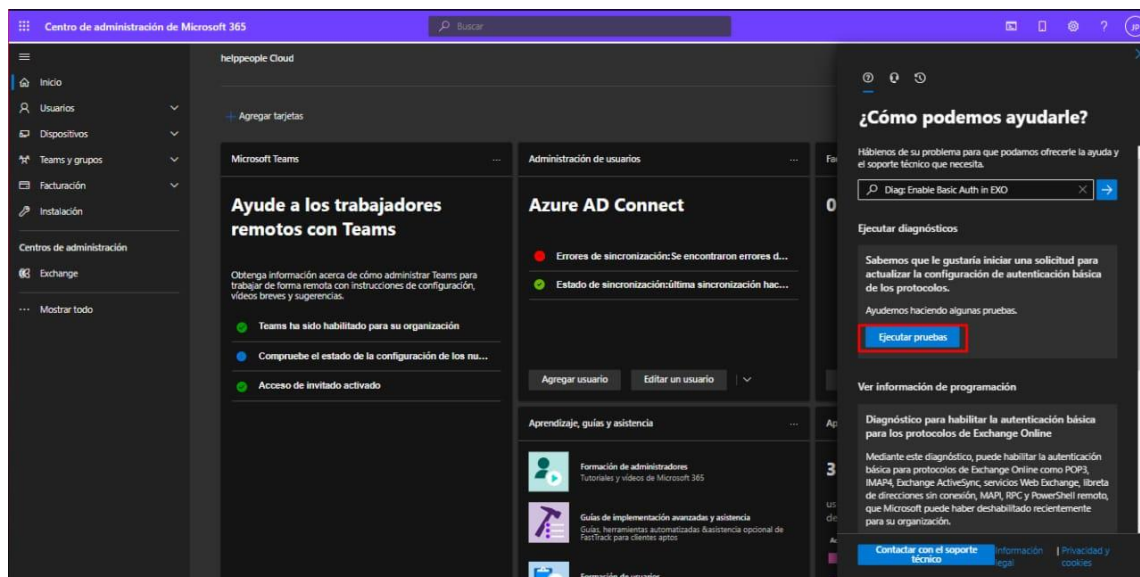 Centro de administración de Microsoft 365
Buscar
?
JP
helppeople Cloud
Inicio
Usuarios
Dispositivos
Teams y grupos
Facturación
Instalación
Centros de administración
Exchange
Mostrar todo
+ Agregar tarjetas
Microsoft Teams
Ayude a los trabajadores
remotos con Teams
Obtenga información acerca de cómo administrar Teams para
trabajar de forma remota con instrucciones de configuración,
vídeos breves y sugerencias.
Teams ha sido habilitado para su organización
Compruebe el estado de la configuración de los nu...
Acceso de invitado activado
Administración de usuarios
Azure AD Connect
Errores de sincronización:Se encontraron errores d...
Estado de sincronización:última sincronización hac...
Agregar usuario
Editar un usuario
Aprendizaje, guías y asistencia
Formación de administradores
Tutoriales y vídeos de Microsoft 365
Guías de implementación avanzadas y asistencia
Guías, herramientas automatizadas &asistencia opcional de
FastTrack para clientes aptos
Formación de usuarios
Fa
0
Ap
3
us
de
¿Cómo podemos ayudarle?
Háblenos de su problema para que podamos ofrecerle la ayuda y
el soporte técnico que necesita.
Diag: Enable Basic Auth in EXO
Ejecutar diagnósticos
Sabemos que le gustaría iniciar una solicitud para
actualizar la configuración de autenticación básica
de los protocolos.
Ayudemos haciendo algunas pruebas.
Ejecutar pruebas
Ver información de programación
Diagnóstico para habilitar la autenticación básica
para los protocolos de Exchange Online
Mediante este diagnóstico, puede habilitar la autenticación
básica para protocolos de Exchange Online como POP3,
IMAP4, Exchange ActiveSync, servicios Web Exchange, libreta
de direcciones sin conexión, MAPI, RPC y PowerShell remoto,
que Microsoft puede haber deshabilitado recientemente
para su organización.
Contactar con el soporte
técnico
Información
legal
| Privacidad y
cookies